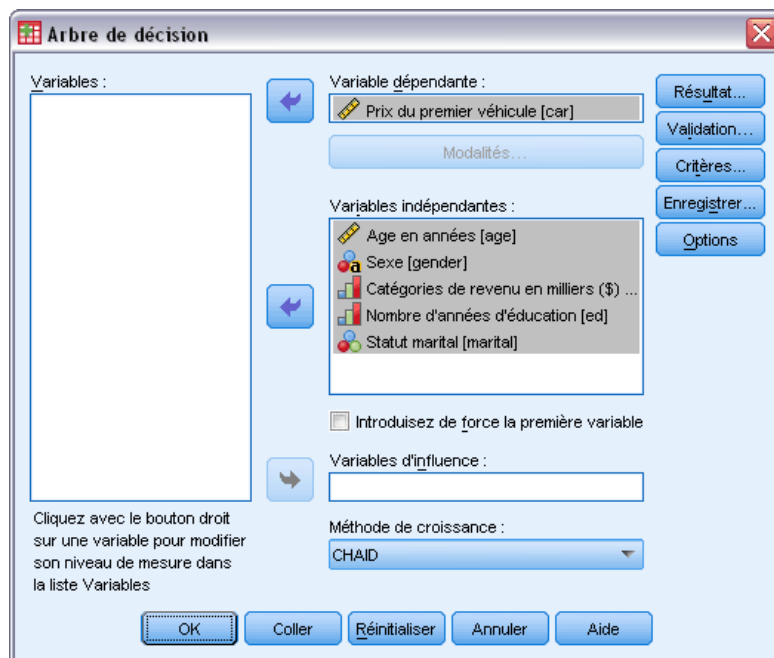 Arbre de décision
Variables :
Variable dépendante :
Prix du premier véhicule [car]
Modalités...
Variables indépendantes :
Age en années [age]
Sexe [gender]
Catégories de revenu en milliers ($) ...
Nombre d'années d'éducation [ed]
Statut marital [marital]
Introduisez de force la première variable
Variables d'influence :
Méthode de croissance :
CHAID
Cliquez avec le bouton droit
sur une variable pour modifier
son niveau de mesure dans
la liste Variables
Résultat...
Validation...
Critères...
Enregistrer...
Options
OK
Coller
Réinitialiser
Annuler
Aide